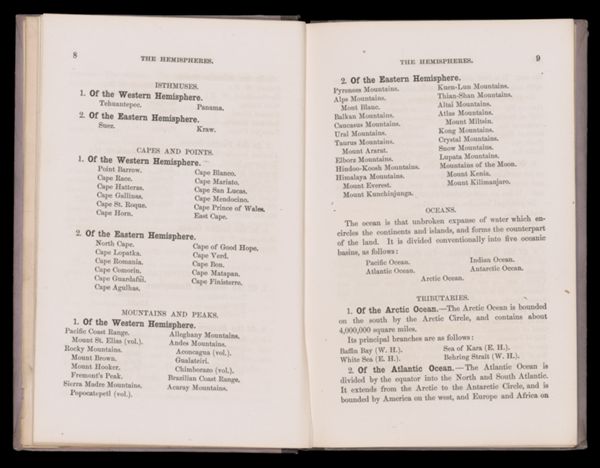 8
THE HEMISPHERES.
ISTHMUSES.
1. Of the Western Hemisphere.
Tehuantepec. Panama.
2. Of the Eastern Hemisphere.
Suez. Kraw.
CAPES AND POINTS.
1. Of the Western Hemisphere.
Point Barrow.
Cape Race.
Cape Hatteras.
Cape Gallinas.
Cape St. Roque.
Cape Horn.
Cape Blanco.
Cape Mariato.
Cape San Lucas.
Cape Mendocino.
Cape Prince of Wales.
East Cape.
2. Of the Eastern Hemisphere.
North Cape.
Cape Lopatka.
Cape Romania.
Cape Comorin.
Cape Guardafui.
Cape Agulhas.
Cape of Good Hope.
Cape Verd.
Cape Bon.
Cape Matapan.
Cape Finisterre.
MOUNTAINS AND PEAKS.
1. Of the Western Hemisphere.
Pacific Coast Range.
Mount St. Elias (vol.).
Rocky Mountains.
Mount Brown.
Mount Hooker.
Fremont's Peak.
Sierra Madre Mountains.
Popocatepetl (vol.).
Alleghany Mountains.
Andes Mountains.
Aconcagua (vol.).
Gualateiri.
Chimborazo (vol.).
Brazilian Coast Range.
Acaray Mountains.
THE HEMISPHERES.
9
2. Of the Eastern Hemisphere.
Pyrenees Mountains.
Alps Mountains.
Mont Blanc.
Balkan Mountains.
Caucasus Mountains.
Ural Mountains.
Taurus Mountains.
Mount Ararat.
Elborz Mountains.
Hindoo-Koosh Mountains.
Himalaya Mountains.
Mount Everest.
Mount Kunchinjunga.
Kuen-Lun Mountains.
Thian-Shan Mountains.
Altai Mountains.
Atlas Mountains.
Mount Miltsin.
Kong Mountains.
Crystal Mountains.
Snow Mountains.
Lupata Mountains.
Mountains of the Moon.
Mount Kenia.
Mount Kilimanjaro.
OCEANS.
The ocean is that unbroken expanse of water which en-
circles the continents and islands, and forms the counterpart
of the land. It is divided conventionally into five oceanic
basins, as follows:
Pacific Ocean. Indian Ocean.
Atlantic Ocean. Antarctic Ocean.
Arctic Ocean.
TRIBUTARIES.
1. Of the Arctic Ocean.—The Arctic Ocean is bounded
on the south by the Arctic Circle, and contains about
4,000,000 square miles.
Its principal branches are as follows:
Baffin Bay (W. H.). Sea of Kara (E. H.).
White Sea (E. H.). Behring Strait (W. H.).
2. Of the Atlantic Ocean.—The Atlantic Ocean is
divided by the equator into the North and South Atlantic.
It extends from the Arctic to the Antarctic Circle, and is
bounded by America on the west, and Europe and Africa on